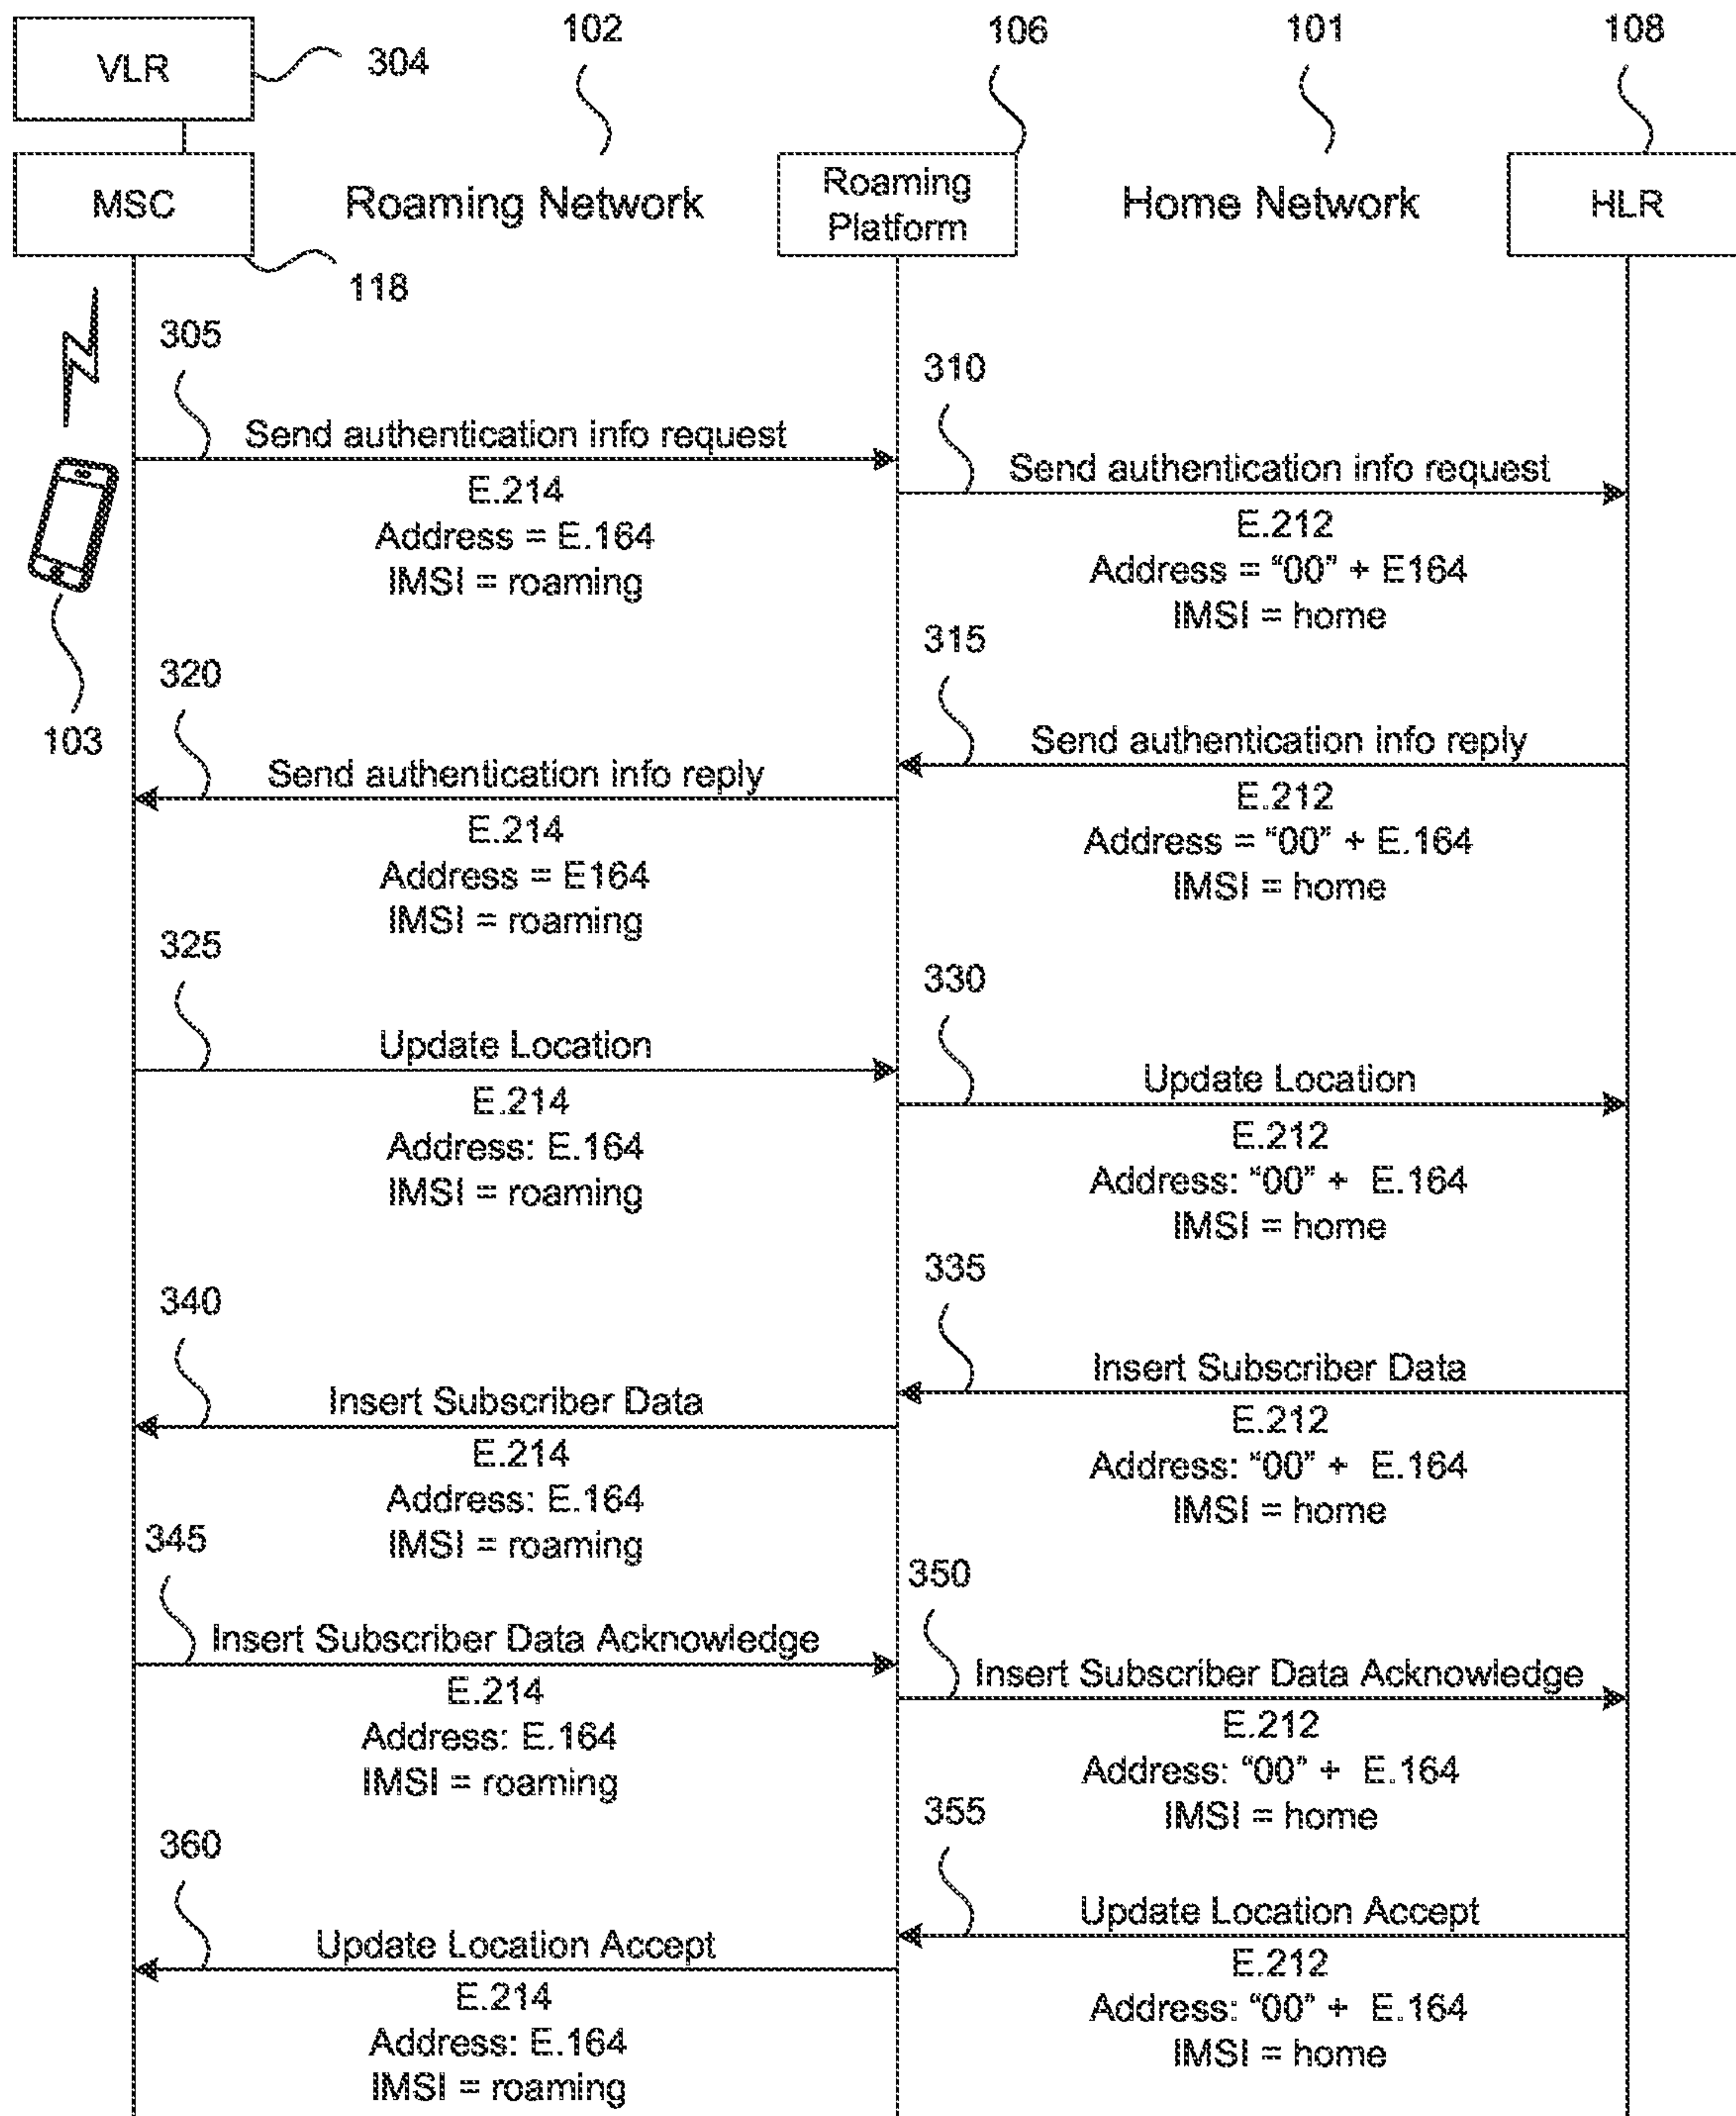 102
106
101
108
VLR
304
MSC
Roaming Network
Roaming
Platform
Home Network
HLR
118
305
310
Send authentication info request
Send authentication info request
E.214
Address = E.164
IMSI = roaming
E.212
Address = "00" + E164
IMSI = home
103
320
315
Send authentication info reply
Send authentication info reply
E.214
Address = E164
IMSI = roaming
E.212
Address = "00" + E.164
IMSI = home
325
330
Update Location
Update Location
E.214
Address: E.164
IMSI = roaming
E.212
Address: "00" + E.164
IMSI = home
340
335
Insert Subscriber Data
Insert Subscriber Data
E.214
Address: E.164
IMSI = roaming
E.212
Address: "00" + E.164
IMSI = home
345
350
Insert Subscriber Data Acknowledge
Insert Subscriber Data Acknowledge
E.214
Address: E.164
IMSI = roaming
E.212
Address: "00" + E.164
IMSI = home
360
355
Update Location Accept
Update Location Accept
E.214
Address: E.164
IMSI = roaming
E.212
Address: "00" + E.164
IMSI = home